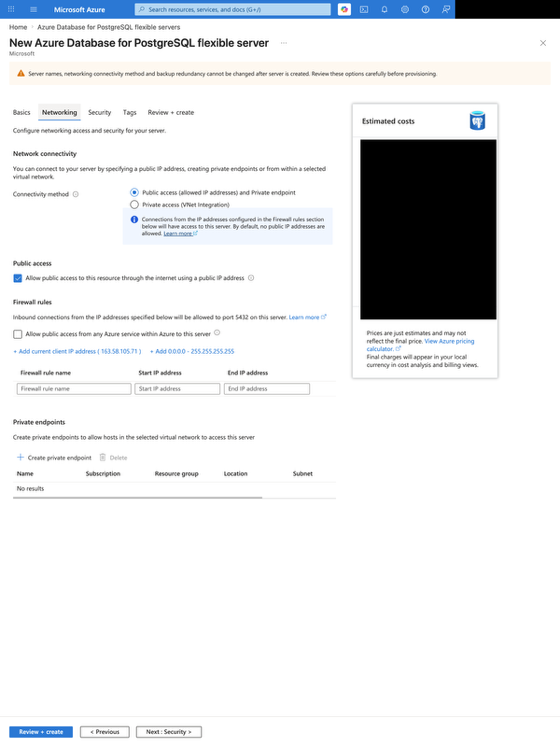 Microsoft Azure
Search resources, services, and docs (G+/)
Home
Azure Database for PostgreSQL flexible servers
New Azure Database for PostgreSQL flexible server
...
Microsoft
Server names, networking connectivity method and backup redundancy cannot be changed after server is created. Review these options carefully before provisioning.
Basics
Networking
Security
Tags
Review + create
Configure networking access and security for your server.
Network connectivity
You can connect to your server by specifying a public IP address, creating private endpoints or from within a selected
virtual network.
Connectivity method
Public access (allowed IP addresses) and Private endpoint
Private access (VNet Integration)
Connections from the IP addresses configured in the Firewall rules section
below will have access to this server. By default, no public IP addresses are
allowed. Learn more
Public access
Allow public access to this resource through the internet using a public IP address
Firewall rules
Inbound connections from the IP addresses specified below will be allowed to port 5432 on this server. Learn more
Allow public access from any Azure service within Azure to this server
+ Add current client IP address ( 163.58.105.71 )
+ Add 0.0.0.0 - 255.255.255.255
Firewall rule name
Start IP address
End IP address
Firewall rule name
Start IP address
End IP address
Private endpoints
Create private endpoints to allow hosts in the selected virtual network to access this server
+ Create private endpoint
Delete
Name
Subscription
Resource group
Location
Subnet
No results
Estimated costs
Prices are just estimates and may not
reflect the final price. View Azure pricing
calculator.
Final charges will appear in your local
currency in cost analysis and billing views.
Review + create
< Previous
Next : Security >